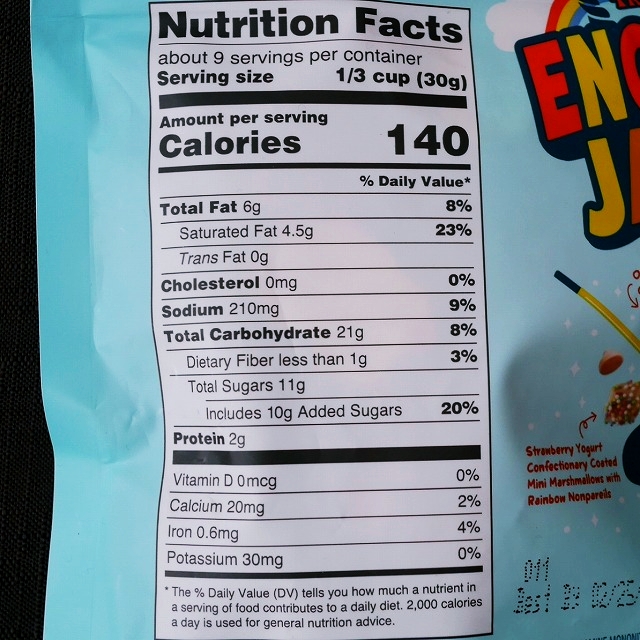 Nutrition Facts
about 9 servings per container
Serving size 1/3 cup (30g)
Amount per serving
Calories 140
% Daily Value*
Total Fat 6g 8%
Saturated Fat 4.5g 23%
Trans Fat 0g
Cholesterol 0mg 0%
Sodium 210mg 9%
Total Carbohydrate 21g 8%
Dietary Fiber less than 1g 3%
Total Sugars 11g
Includes 10g Added Sugars 20%
Protein 2g
Vitamin D 0mcg 0%
Calcium 20mg 2%
Iron 0.6mg 4%
Potassium 30mg 0%
* The % Daily Value (DV) tells you how much a nutrient in
a serving of food contributes to a daily diet. 2,000 calories
a day is used for general nutrition advice.
Strawberry Yogurt
Confectionary Coated
Mini Marshmallows with
Rainbow Nonpareils